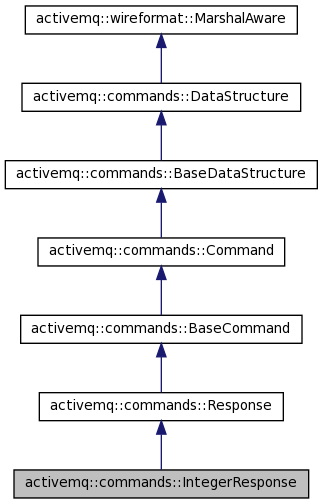 activemq::wireformat::MarshalAware
activemq::commands::DataStructure
activemq::commands::BaseDataStructure
activemq::commands::Command
activemq::commands::BaseCommand
activemq::commands::Response
activemq::commands::IntegerResponse